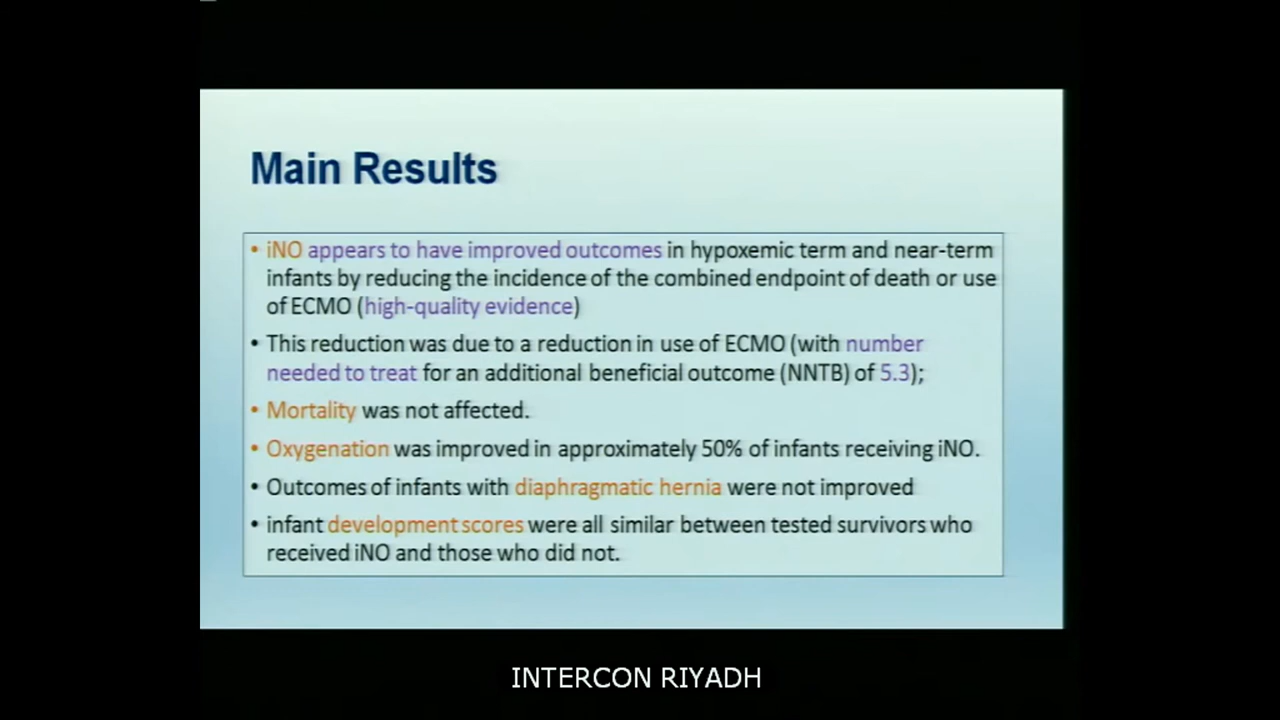 Main Results
• iNO appears to have improved outcomes in hypoxemic term and near-term
infants by reducing the incidence of the combined endpoint of death or use
of ECMO (high-quality evidence)
• This reduction was due to a reduction in use of ECMO (with number
needed to treat for an additional beneficial outcome (NNTB) of 5.3);
• Mortality was not affected.
• Oxygenation was improved in approximately 50% of infants receiving iNO.
• Outcomes of infants with diaphragmatic hernia were not improved
• infant development scores were all similar between tested survivors who
received iNO and those who did not.
INTERCON RIYADH